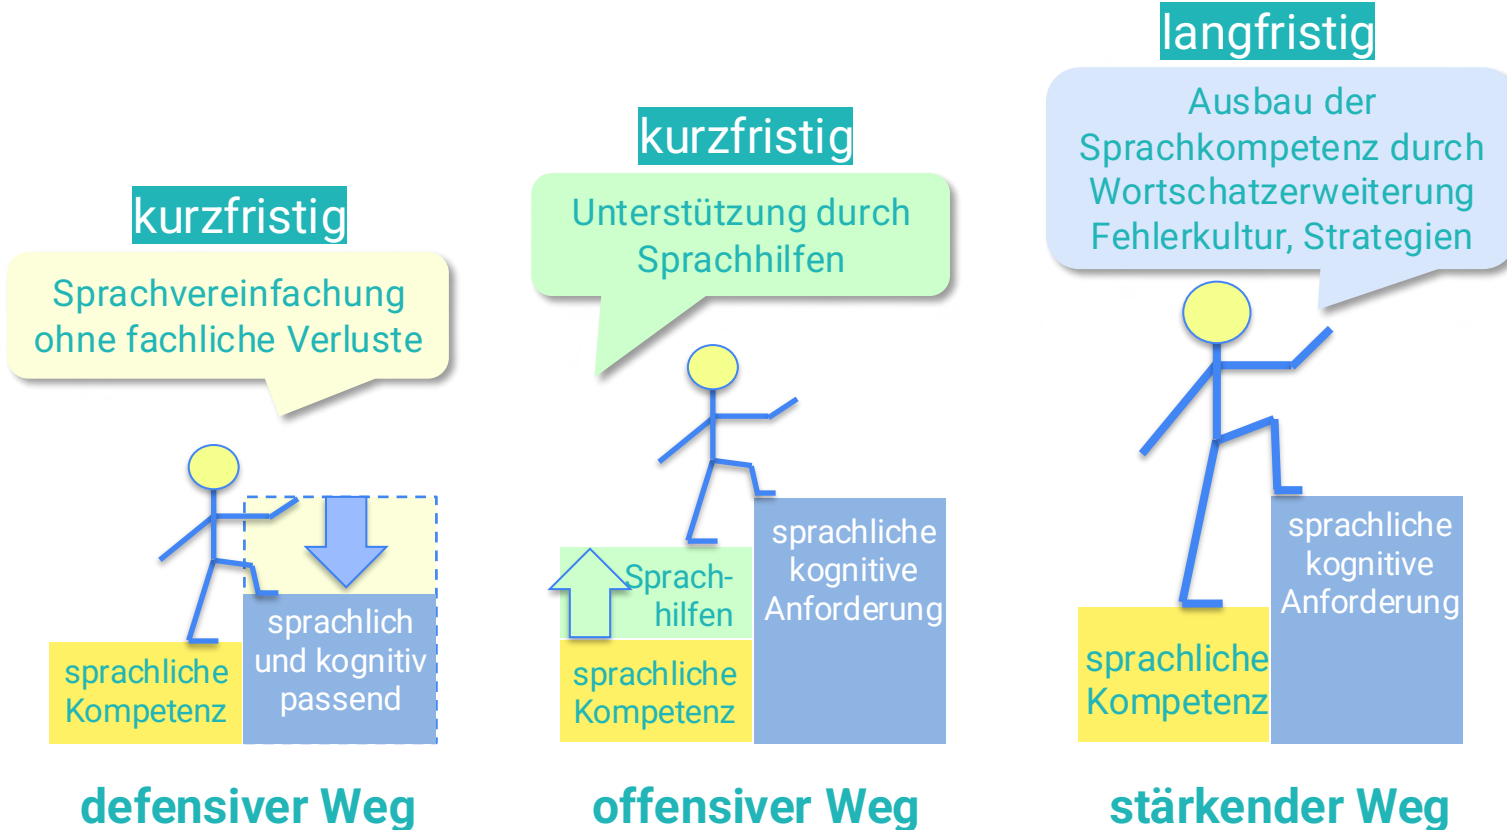 kurzfristig
Sprachvereinfachung
ohne fachliche Verluste
sprachliche
Kompetenz
sprachlich
und kognitiv
passend
defensiver Weg
kurzfristig
Unterstützung durch
Sprachhilfen
Sprach-
hilfen
sprachliche
Kompetenz
sprachliche
kognitive
Anforderung
offensiver Weg
langfristig
Ausbau der
Sprachkompetenz durch
Wortschatzerweiterung
Fehlerkultur, Strategien
sprachliche
Kompetenz
sprachliche
kognitive
Anforderung
stärkender Weg